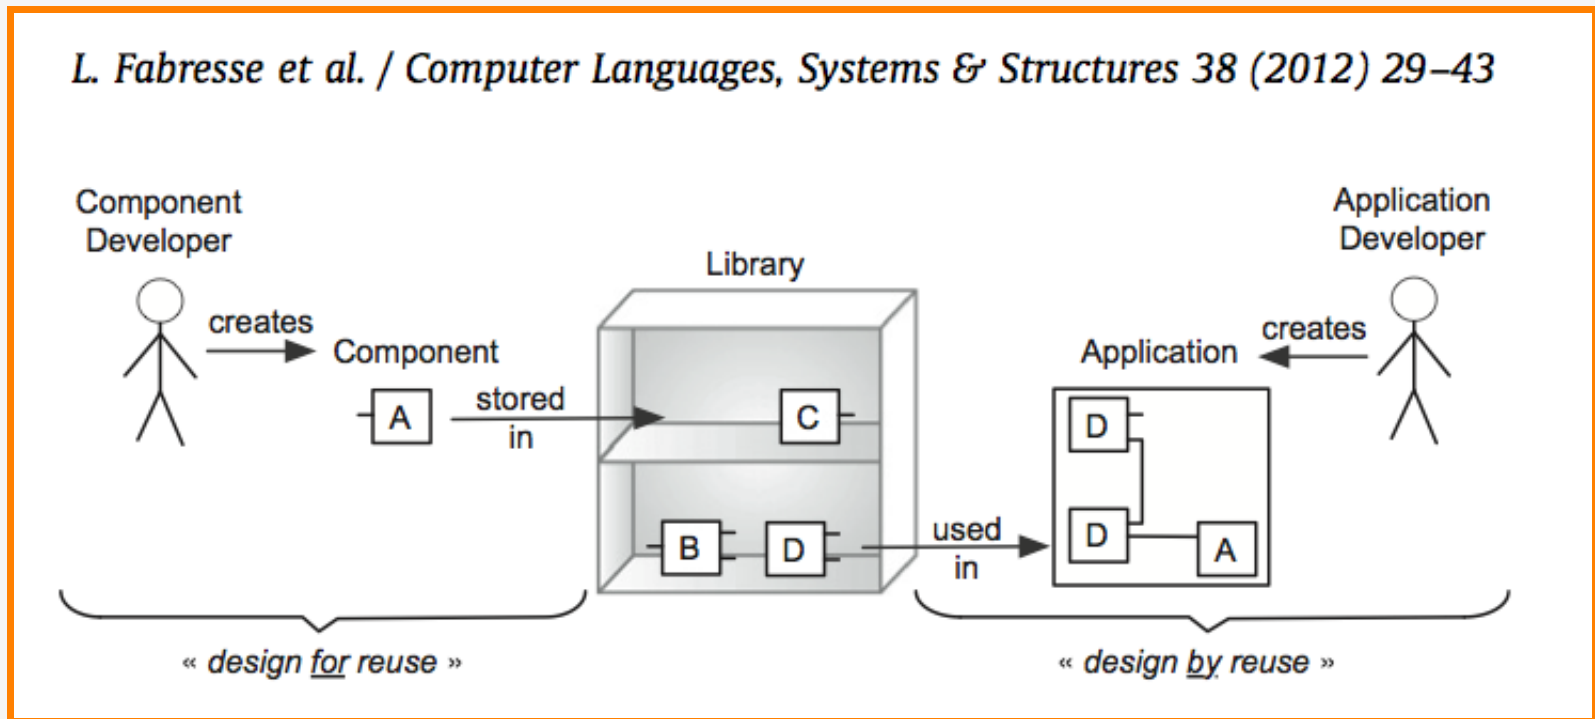 L. Fabresse et al. / Computer Languages, Systems & Structures 38 (2012) 29–43
Component
Developer
creates
Component
A
stored
in
Library
C
B
D
used
in
Application
Developer
creates
Application
D
D
A
« design for reuse »
« design by reuse »